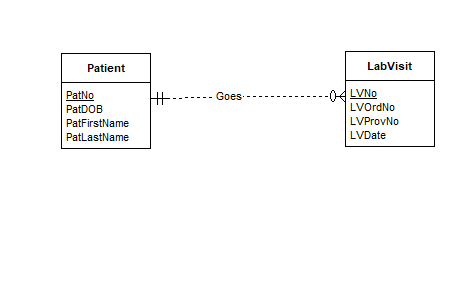 Patient
PatNo
PatDOB
PatFirstName
PatLastName
Goes
LabVisit
LVNo
LVOrdNo
LVProvNo
LVDate